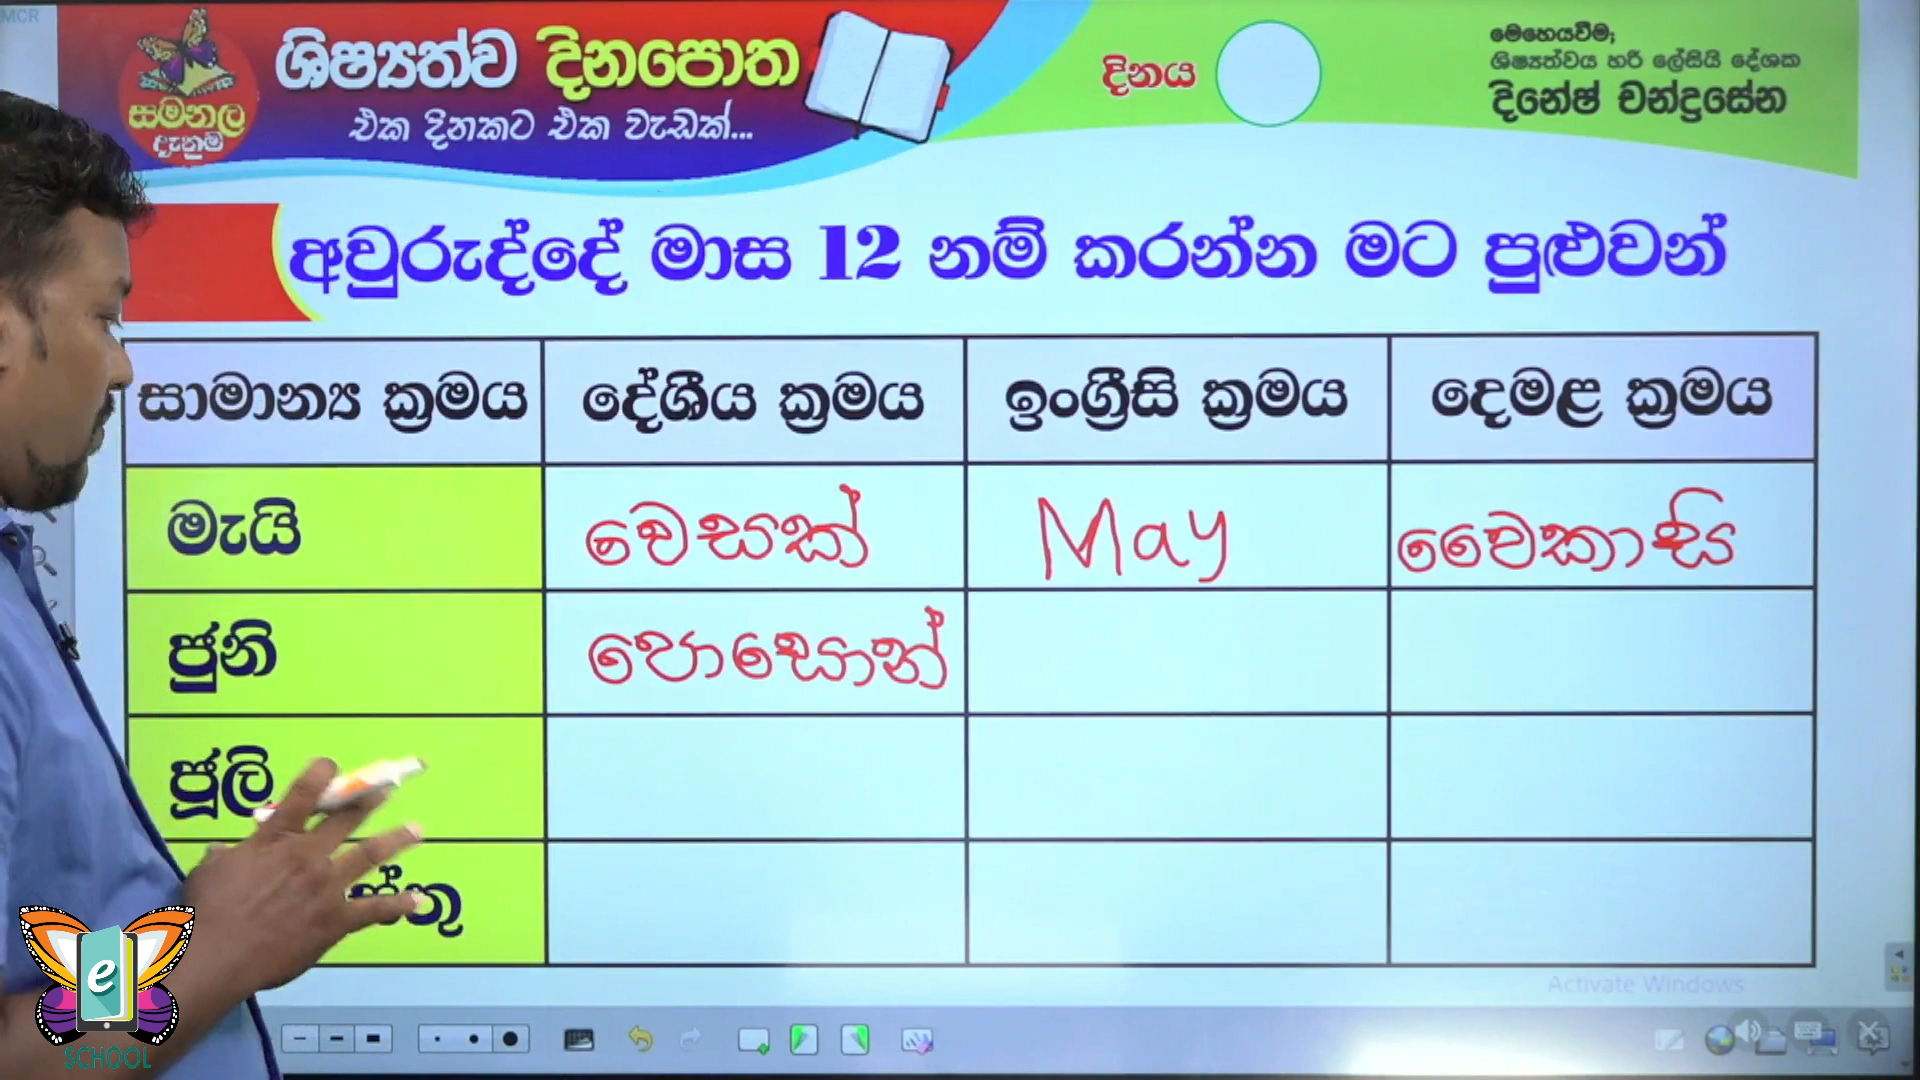 MCR
සමනල
දැනුම
ශිෂ්‍යත්ව දිනපොත
එක දිනකට එක වැඩක්...
දිනය
මෙහෙයවීම;
ශිෂ්‍යත්වය හරි ලේසියි දේශක
දිනේෂ් චන්ද්‍රසේන
අවුරුද්දේ මාස 12 නම් කරන්න මට පුළුවන්
සාමාන්‍ය ක්‍රමය දේශීය ක්‍රමය ඉංග්‍රීසි ක්‍රමය දෙමළ ක්‍රමය
මැයි වෙසක් May වෛකාසි
ජුනි පොසොන්
ජූලි
ස්තු
Activate Windows
e
SCHOOL